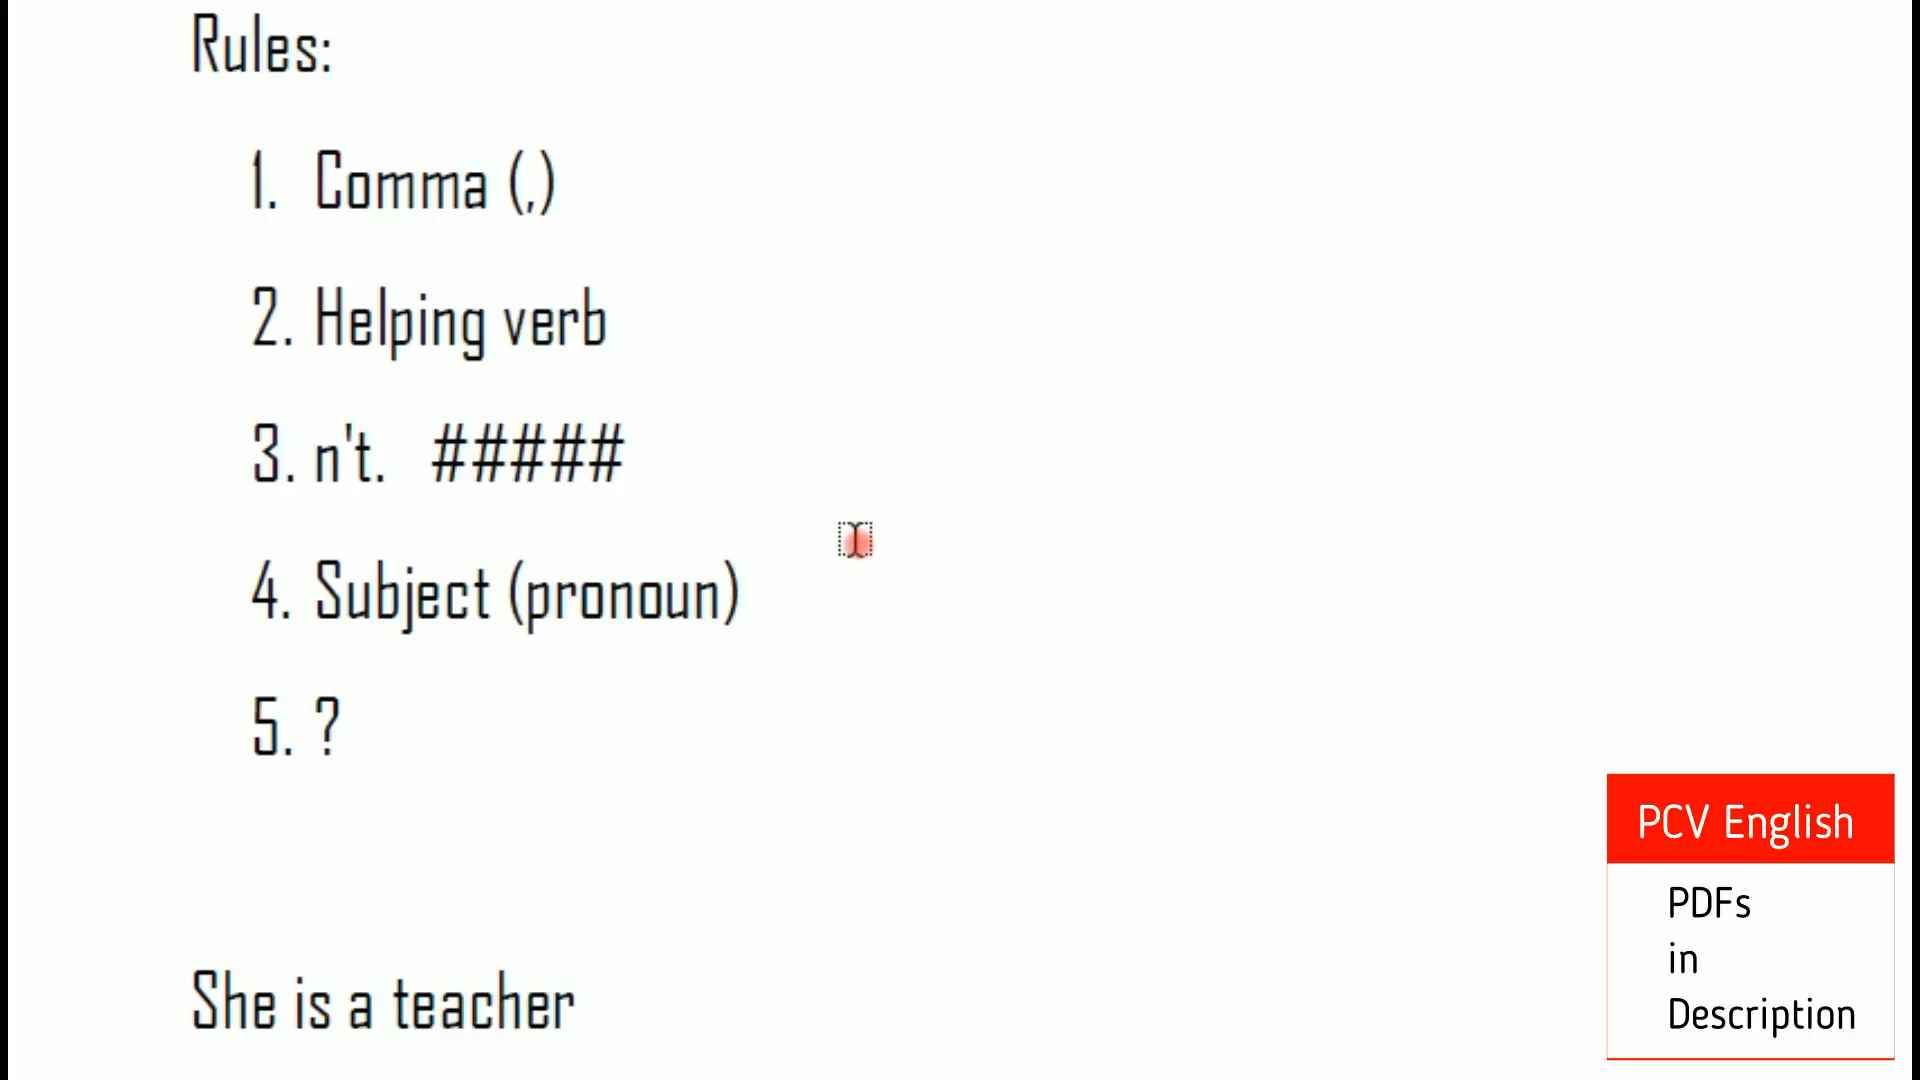 Rules:
1. Comma (,)
2. Helping verb
3. n't. #####
4. Subject (pronoun)
5. ?
She is a teacher
PCV English
PDFs
in
Description